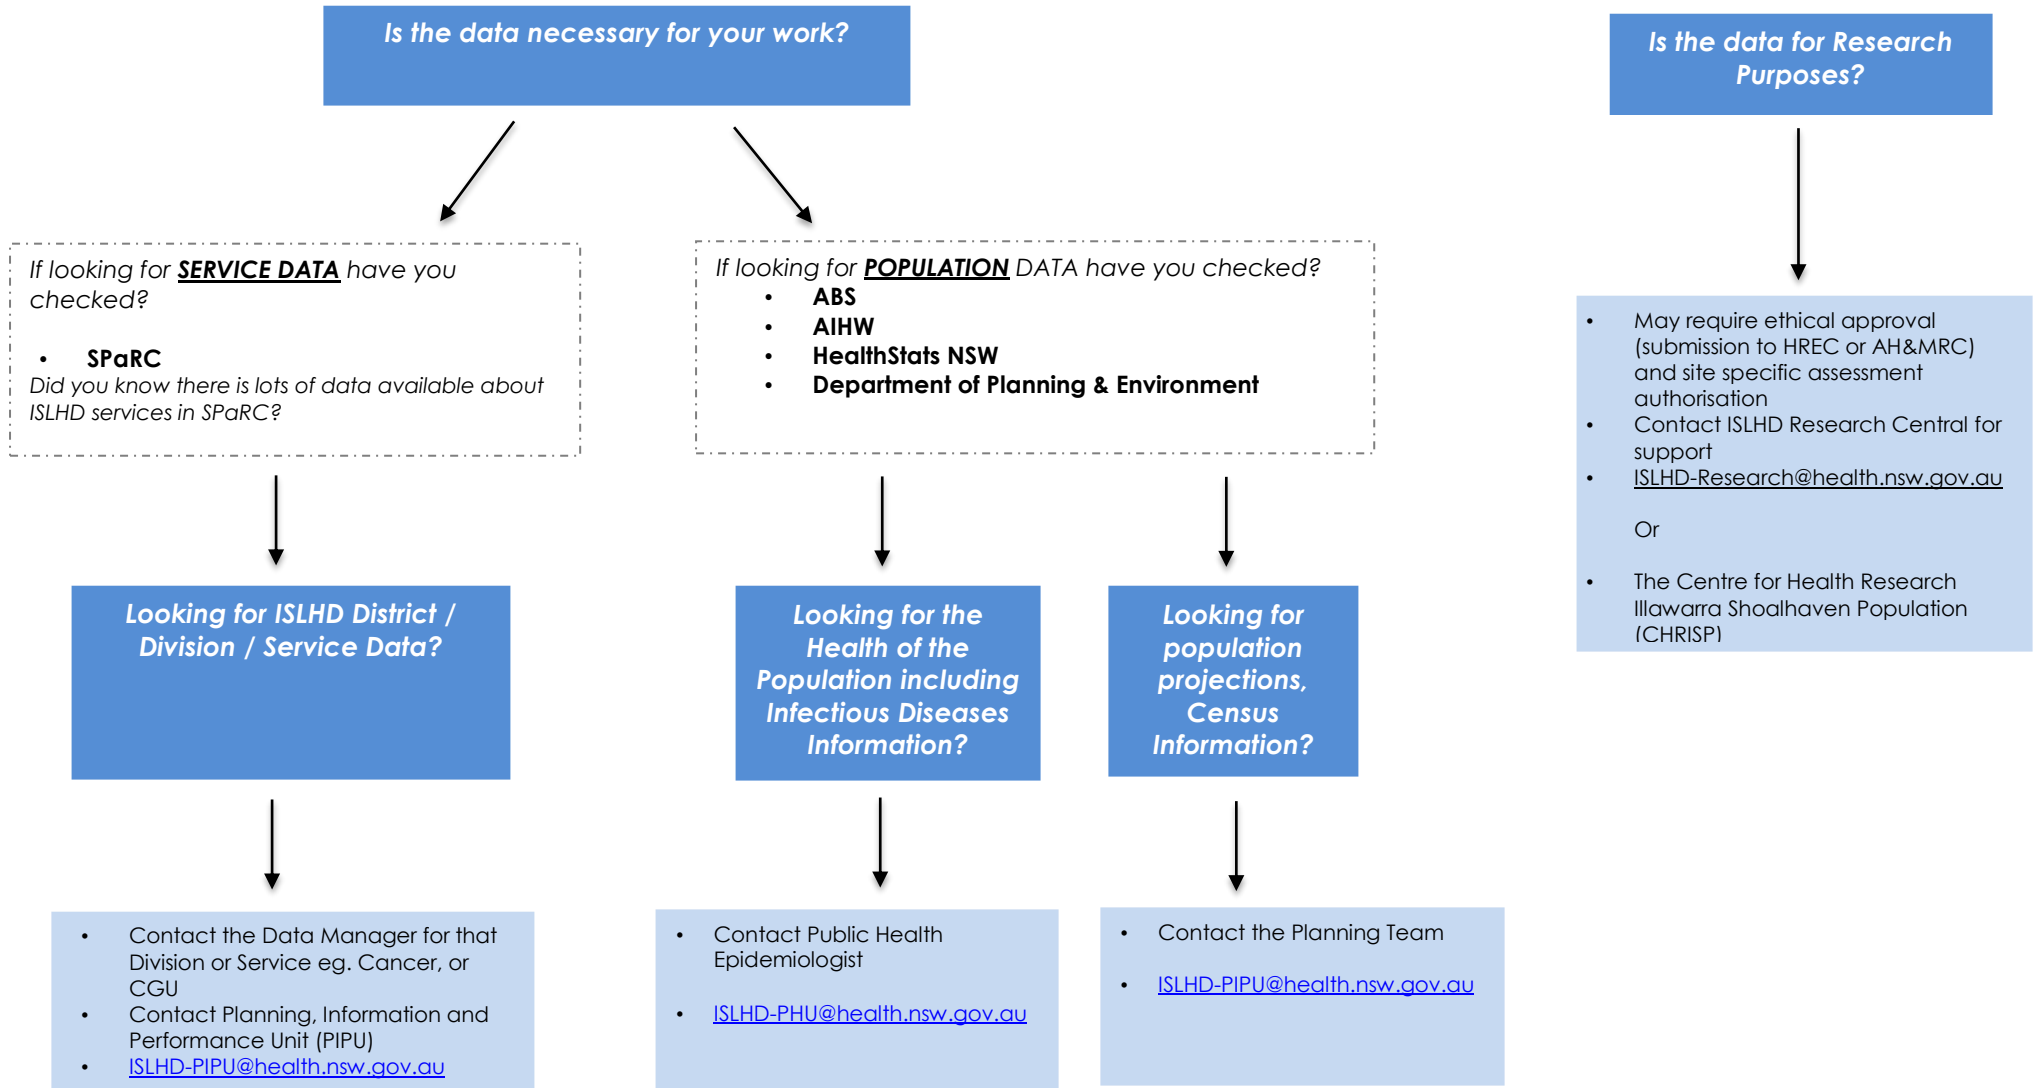 Is the data necessary for your work?
Is the data for Research
Purposes?
If looking for SERVICE DATA have you
checked?
• SPaRC
Did you know there is lots of data available about
ISLHD services in SPaRC?
If looking for POPULATION DATA have you checked?
• ABS
• AIHW
• HealthStats NSW
• Department of Planning & Environment
• May require ethical approval
(submission to HREC or AH&MRC)
and site specific assessment
authorisation
• Contact ISLHD Research Central for
support
• ISLHD-Research@health.nsw.gov.au
Or
• The Centre for Health Research
Illawarra Shoalhaven Population
(CHRISP)
Looking for ISLHD District /
Division / Service Data?
Looking for the
Health of the
Population including
Infectious Diseases
Information?
Looking for
population
projections,
Census
Information?
• Contact the Data Manager for that
Division or Service eg. Cancer, or
CGU
• Contact Planning, Information and
Performance Unit (PIPU)
• ISLHD-PIPU@health.nsw.gov.au
• Contact Public Health
Epidemiologist
• ISLHD-PHU@health.nsw.gov.au
• Contact the Planning Team
• ISLHD-PIPU@health.nsw.gov.au